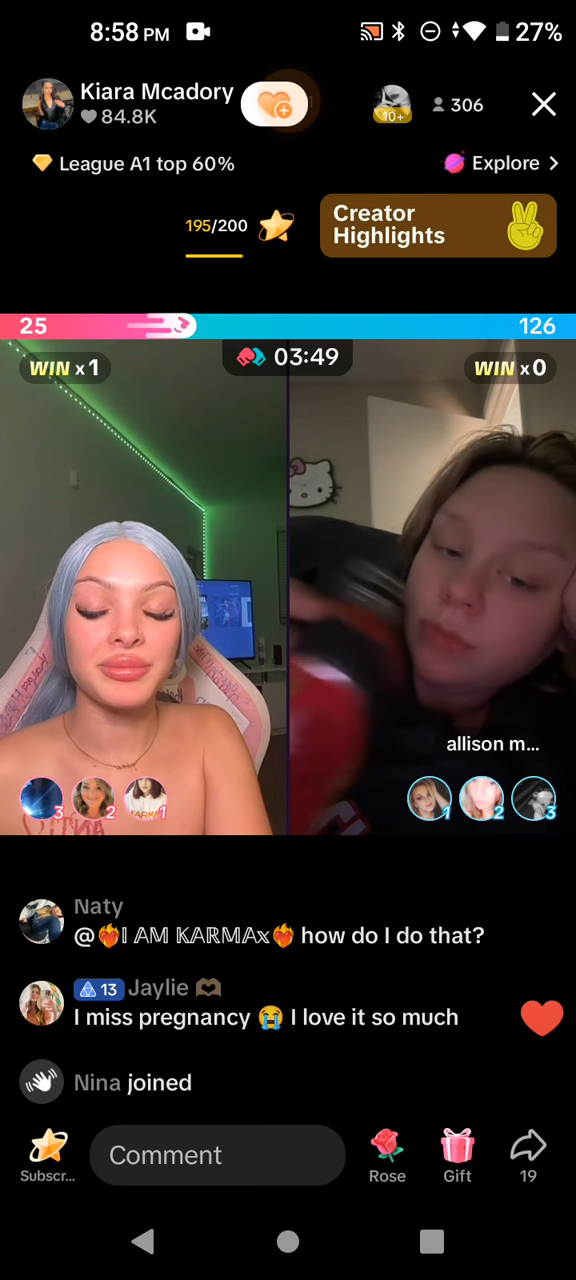 8:58 PM
27%
Kiara Mcadory
84.8K
10+
306
League A1 top 60%
Explore >
195/200
Creator
Highlights
25
126
WIN x1
03:49
WIN x0
allison m...
3
2
1
1
2
3
Naty
@❤️‍🔥𝕀 𝔸𝕄 𝕂𝔸ℝ𝕄𝔸𝕩❤️‍🔥 how do I do that?
13 Jaylie 🫶🏾
I miss pregnancy 😭 I love it so much
Nina joined
Subscr...
Comment
Rose
Gift
19